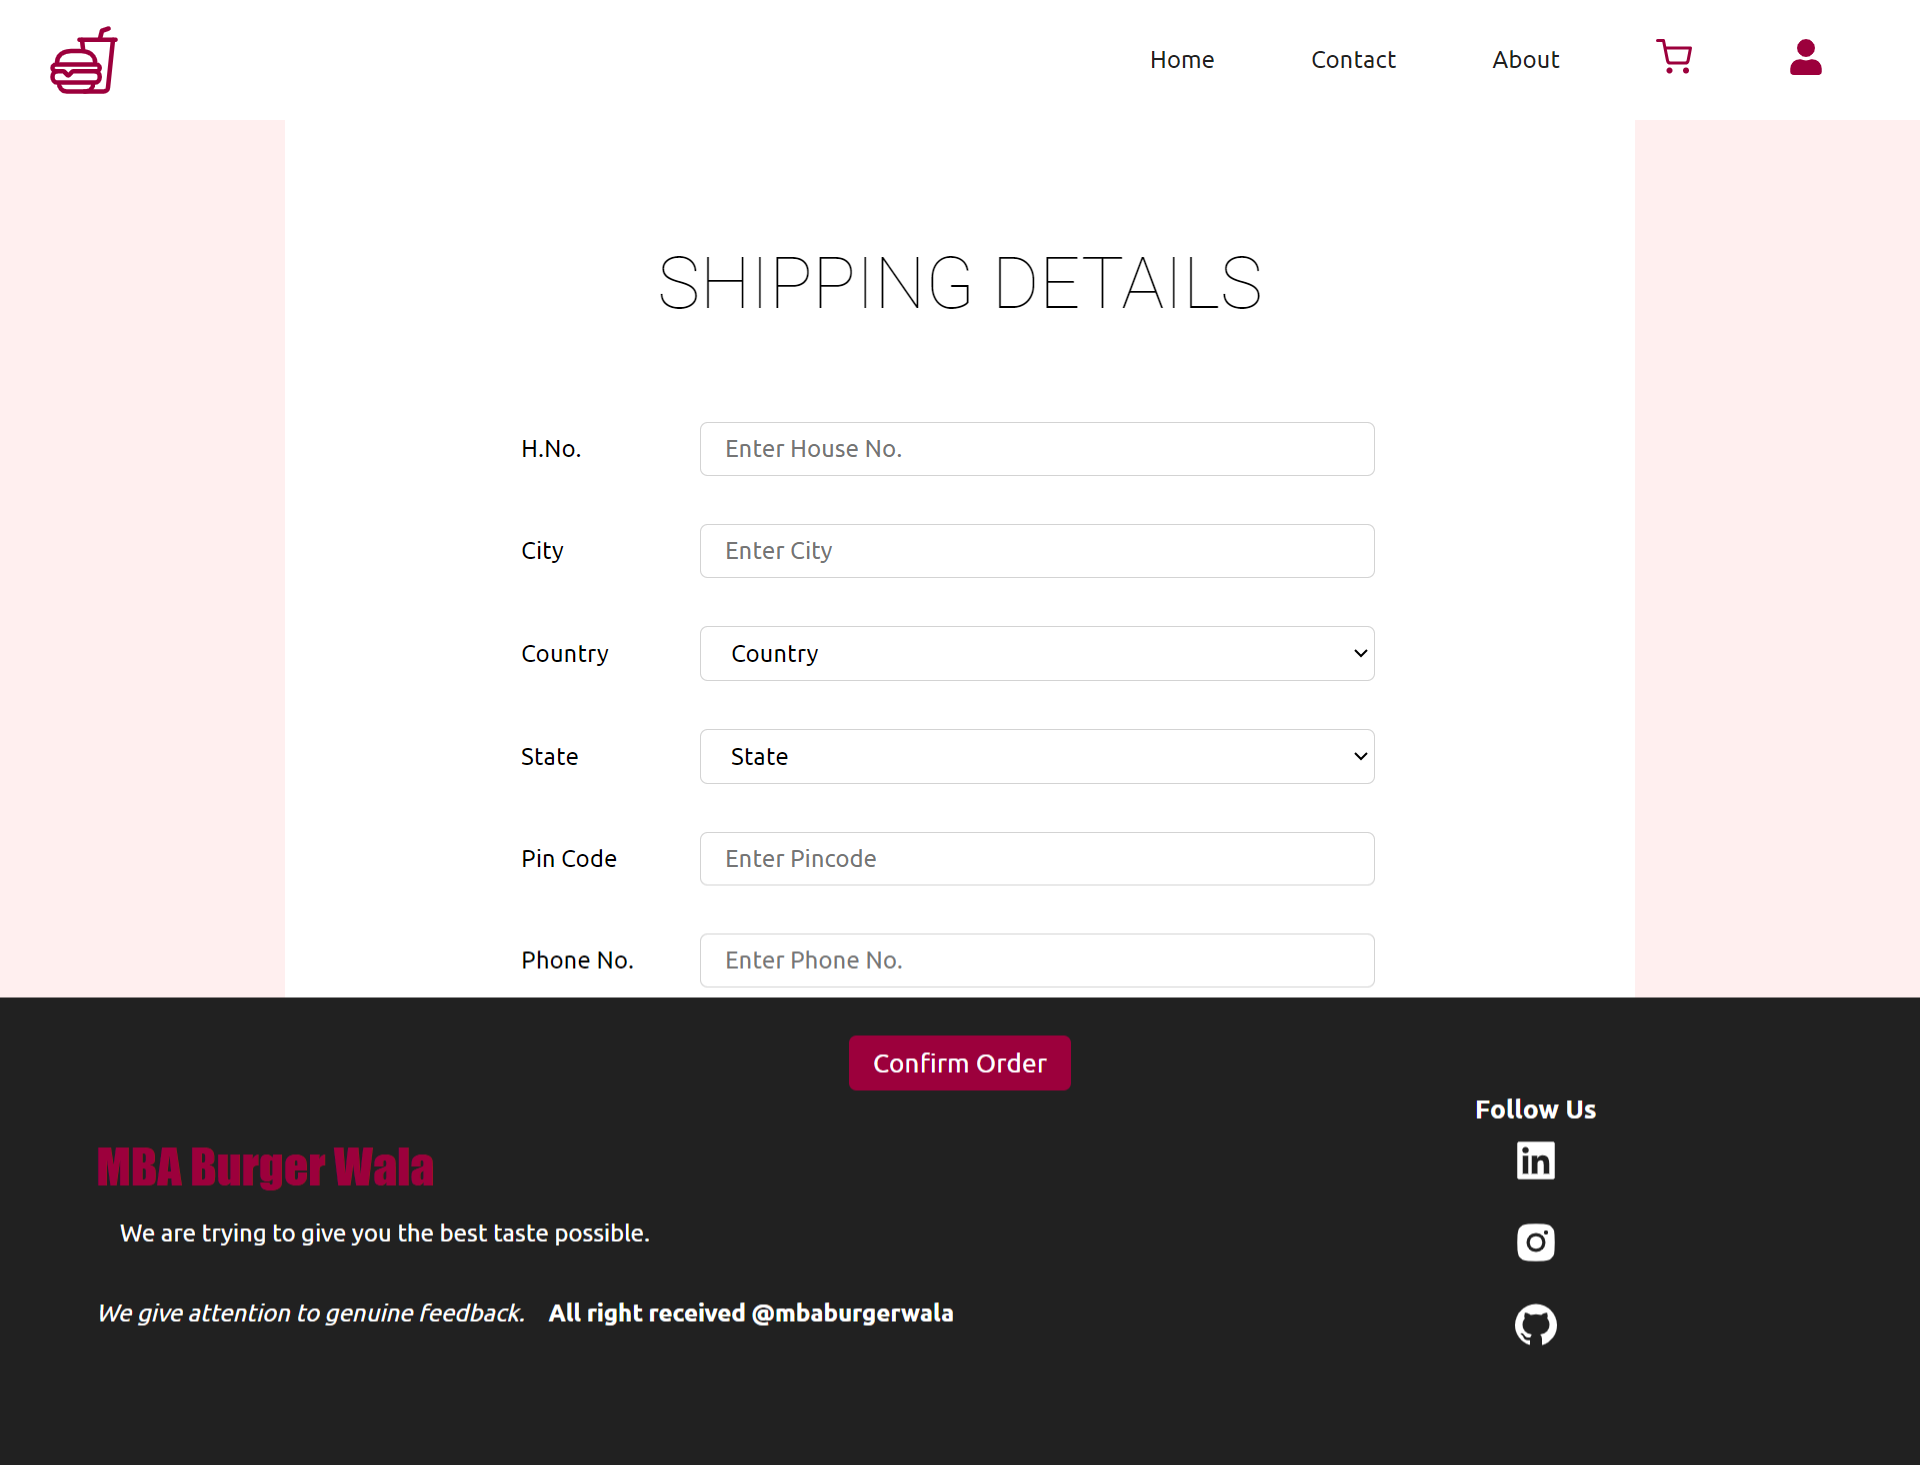 Home Contact About
SHIPPING DETAILS
H.No. Enter House No.
City Enter City
Country Country
State State
Pin Code Enter Pincode
Phone No. Enter Phone No.
Confirm Order
MBA Burger Wala
We are trying to give you the best taste possible.
We give attention to genuine feedback. All right received @mbaburgerwala
Follow Us
in